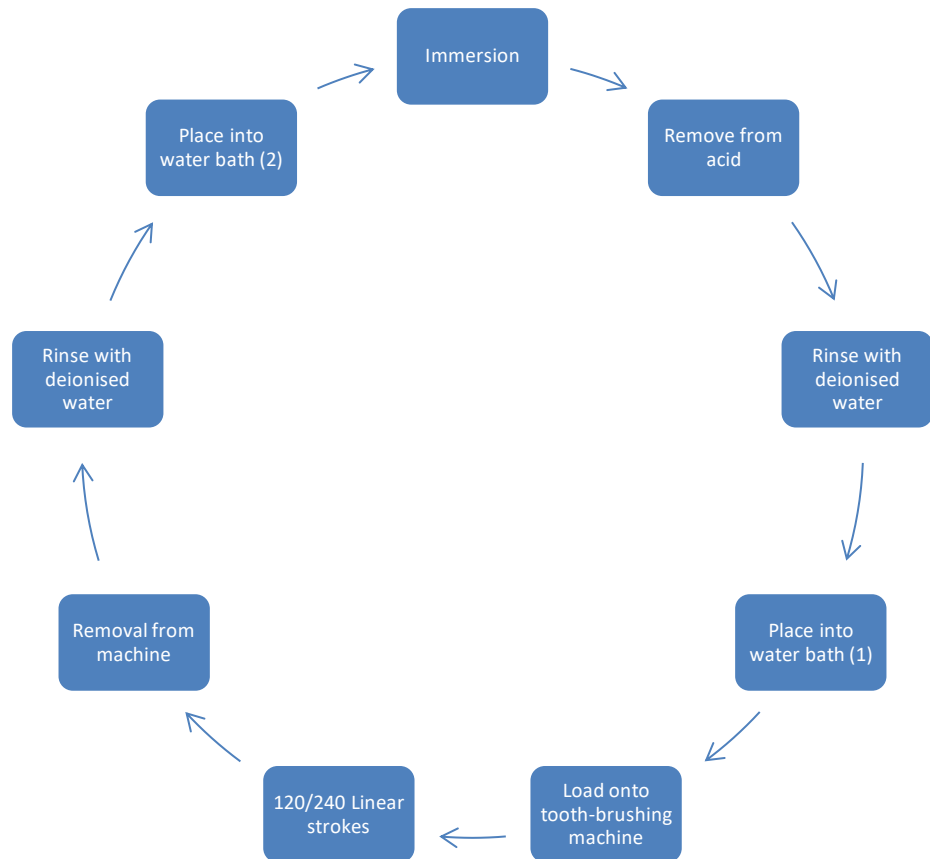 Immersion
Remove from
acid
Rinse with
deionised
water
Place into
water bath (1)
Load onto
tooth-brushing
machine
120/240 Linear
strokes
Removal from
machine
Rinse with
deionised
water
Place into
water bath (2)